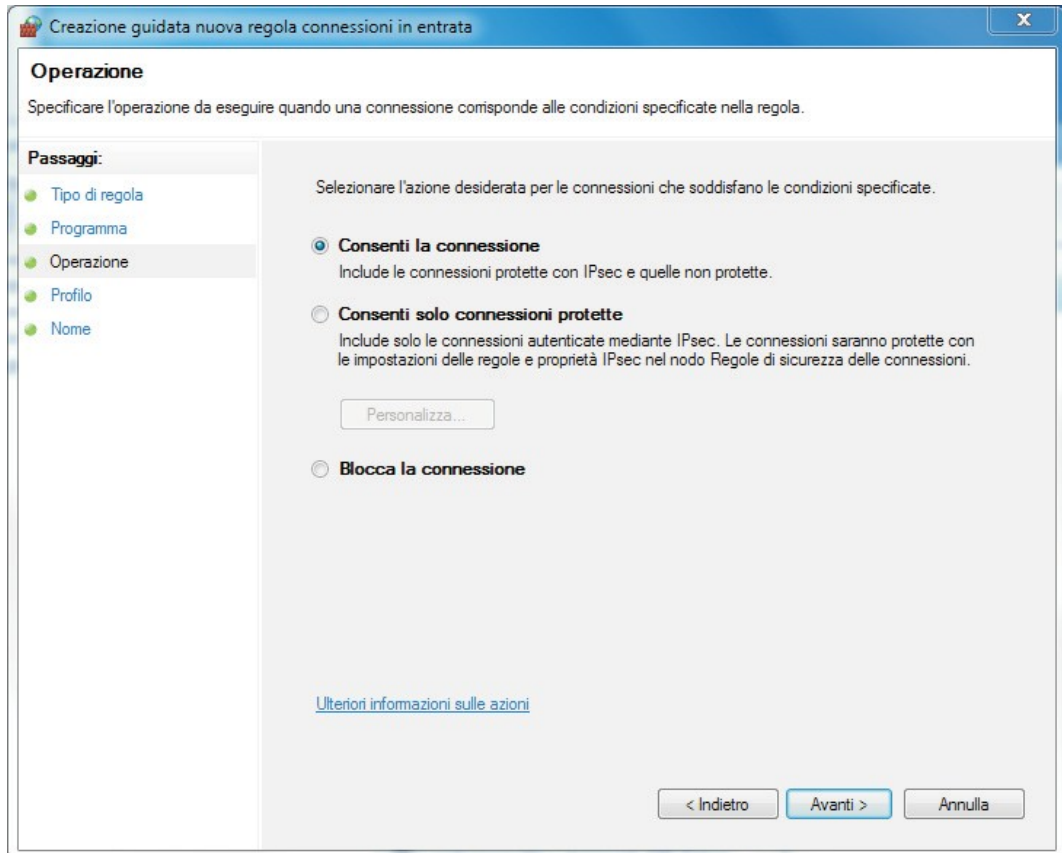 Creazione guidata nuova regola connessioni in entrata
X
Operazione
Specificare l'operazione da eseguire quando una connessione corrisponde alle condizioni specificate nella regola.
Passaggi:
Tipo di regola
Programma
Operazione
Profilo
Nome
Selezionare l'azione desiderata per le connessioni che soddisfano le condizioni specificate.
Consenti la connessione
Include le connessioni protette con IPsec e quelle non protette.
Consenti solo connessioni protette
Include solo le connessioni autenticate mediante IPsec. Le connessioni saranno protette con
le impostazioni delle regole e proprietà IPsec nel nodo Regole di sicurezza delle connessioni.
Personalizza...
Blocca la connessione
Ulteriori informazioni sulle azioni
< Indietro
Avanti >
Annulla